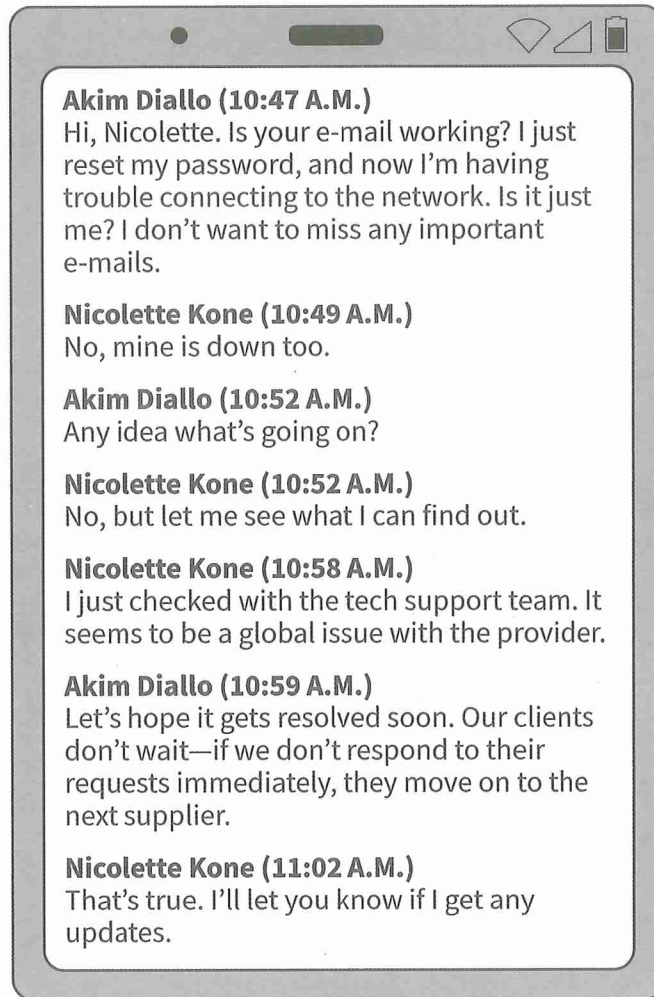 Akim Diallo (10:47 A.M.)
Hi, Nicolette. Is your e-mail working? I just
reset my password, and now I'm having
trouble connecting to the network. Is it just
me? I don't want to miss any important
e-mails.
Nicolette Kone (10:49 A.M.)
No, mine is down too.
Akim Diallo (10:52 A.M.)
Any idea what's going on?
Nicolette Kone (10:52 A.M.)
No, but let me see what I can find out.
Nicolette Kone (10:58 A.M.)
I just checked with the tech support team. It
seems to be a global issue with the provider.
Akim Diallo (10:59 A.M.)
Let's hope it gets resolved soon. Our clients
don't wait—if we don't respond to their
requests immediately, they move on to the
next supplier.
Nicolette Kone (11:02 A.M.)
That's true. I'll let you know if I get any
updates.